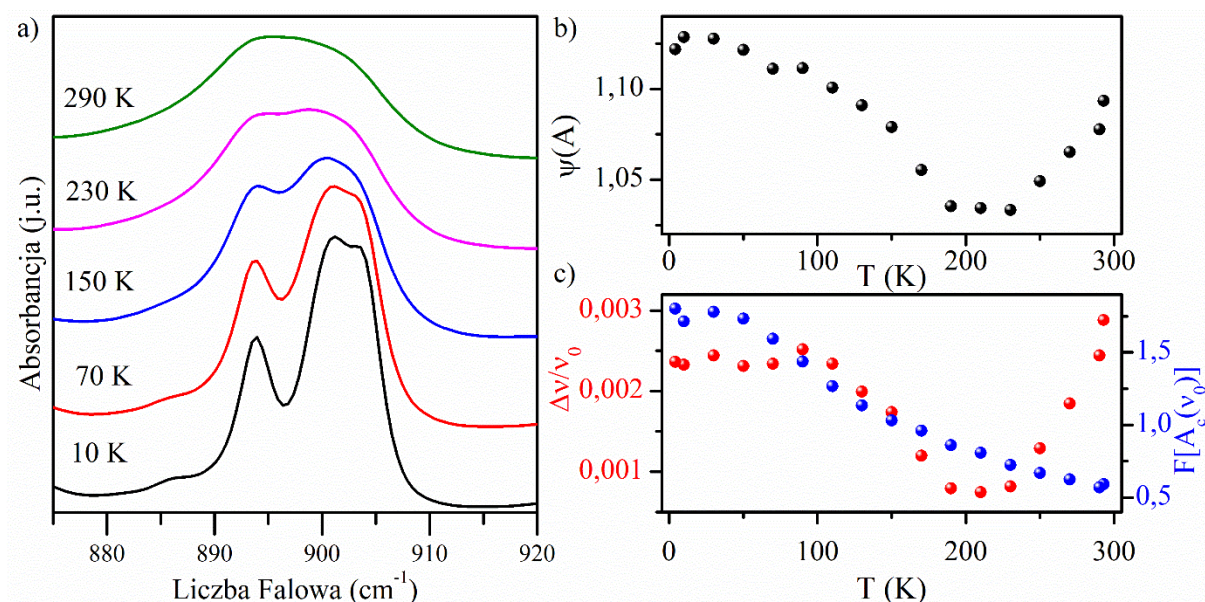 a)
290 K
230 K
150 K
70 K
10 K
Absorbancja (j.u.)
880 890 900 910 920
Liczba Falowa (cm⁻¹)
b)
1,10
1,05
ψ(A)
0 100 200 300
T (K)
c)
0,003
0,002
0,001
Δν/ν₀
1,5
1,0
0,5
F[A_c(ν₀)]
0 100 200 300
T (K)